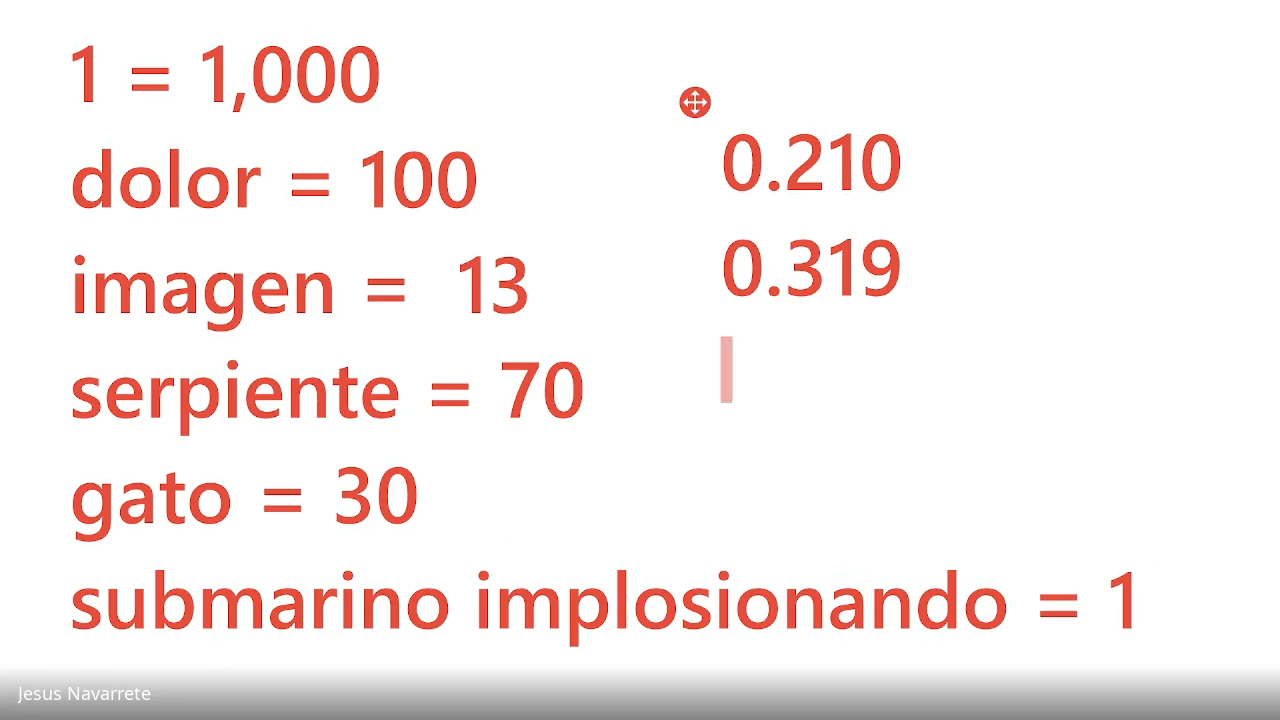 1 = 1,000
dolor = 100
imagen = 13
serpiente = 70
gato = 30
submarino implosionando = 1
0.210
0.319
Jesus Navarrete